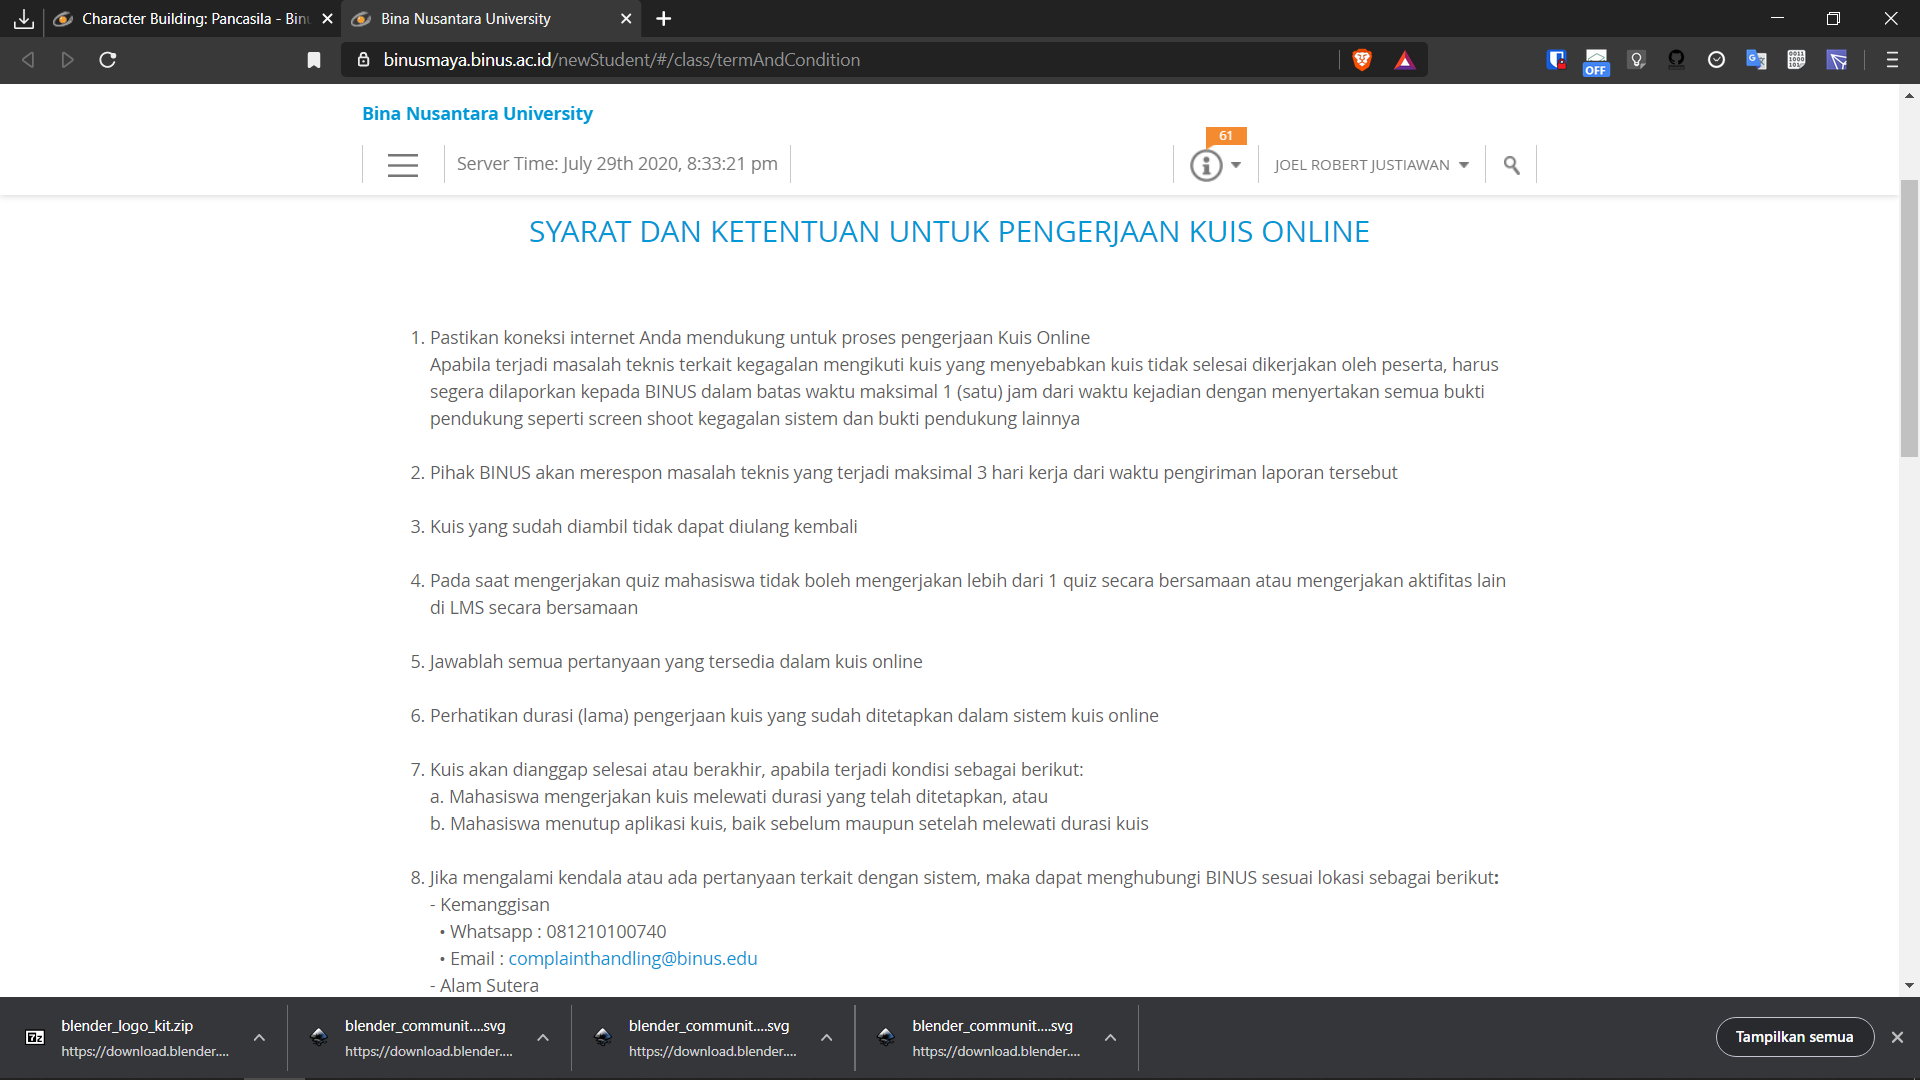 Character Building: Pancasila - Binu
Bina Nusantara University
binusmaya.binus.ac.id/newStudent/#/class/termAndCondition
OFF
Bina Nusantara University
61
Server Time: July 29th 2020, 8:33:21 pm
JOEL ROBERT JUSTIAWAN
SYARAT DAN KETENTUAN UNTUK PENGERJAAN KUIS ONLINE
1. Pastikan koneksi internet Anda mendukung untuk proses pengerjaan Kuis Online
Apabila terjadi masalah teknis terkait kegagalan mengikuti kuis yang menyebabkan kuis tidak selesai dikerjakan oleh peserta, harus
segera dilaporkan kepada BINUS dalam batas waktu maksimal 1 (satu) jam dari waktu kejadian dengan menyertakan semua bukti
pendukung seperti screen shoot kegagalan sistem dan bukti pendukung lainnya
2. Pihak BINUS akan merespon masalah teknis yang terjadi maksimal 3 hari kerja dari waktu pengiriman laporan tersebut
3. Kuis yang sudah diambil tidak dapat diulang kembali
4. Pada saat mengerjakan quiz mahasiswa tidak boleh mengerjakan lebih dari 1 quiz secara bersamaan atau mengerjakan aktifitas lain
di LMS secara bersamaan
5. Jawablah semua pertanyaan yang tersedia dalam kuis online
6. Perhatikan durasi (lama) pengerjaan kuis yang sudah ditetapkan dalam sistem kuis online
7. Kuis akan dianggap selesai atau berakhir, apabila terjadi kondisi sebagai berikut:
a. Mahasiswa mengerjakan kuis melewati durasi yang telah ditetapkan, atau
b. Mahasiswa menutup aplikasi kuis, baik sebelum maupun setelah melewati durasi kuis
8. Jika mengalami kendala atau ada pertanyaan terkait dengan sistem, maka dapat menghubungi BINUS sesuai lokasi sebagai berikut:
- Kemanggisan
• Whatsapp : 081210100740
• Email : complainthandling@binus.edu
- Alam Sutera
blender_logo_kit.zip
https://download.blender....
blender_communit....svg
https://download.blender....
blender_communit....svg
https://download.blender....
blender_communit....svg
https://download.blender....
Tampilkan semua